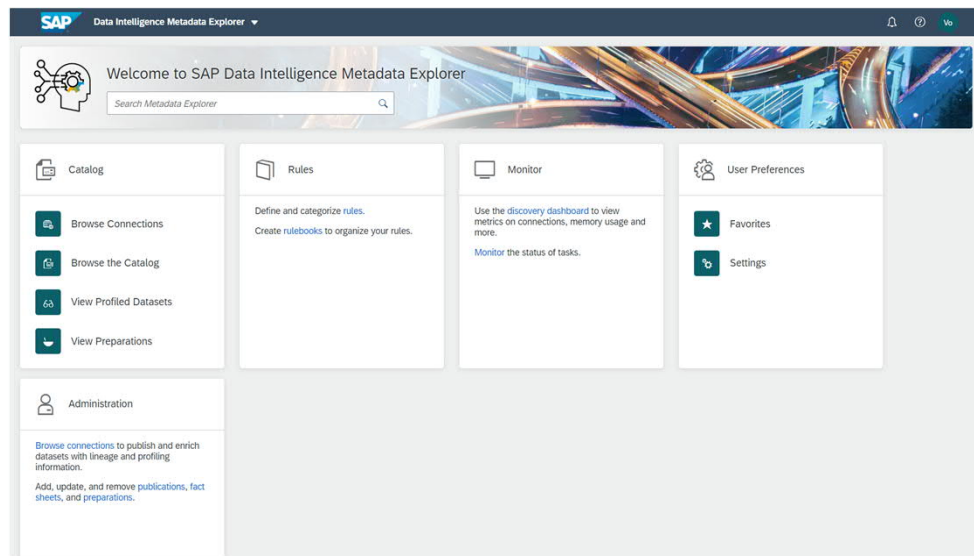 SAP Data Intelligence Metadata Explorer
Vo
Welcome to SAP Data Intelligence Metadata Explorer
Search Metadata Explorer
Catalog
Browse Connections
Browse the Catalog
View Profiled Datasets
View Preparations
Rules
Define and categorize rules.
Create rulebooks to organize your rules.
Monitor
Use the discovery dashboard to view
metrics on connections, memory usage and
more.
Monitor the status of tasks.
User Preferences
Favorites
Settings
Administration
Browse connections to publish and enrich
datasets with lineage and profiling
information.
Add, update, and remove publications, fact
sheets, and preparations.